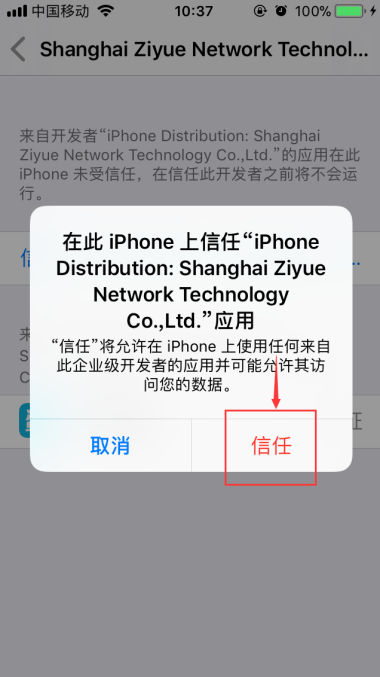 中国移动 10:37 100%
Shanghai Ziyue Network Technol...
来自开发者“iPhone Distribution: Shanghai
Ziyue Network Technology Co.,Ltd.”的应用在此
iPhone 未受信任，在信任此开发者之前将不会运
行。
在此 iPhone 上信任“iPhone
Distribution: Shanghai Ziyue
Network Technology
Co.,Ltd.”应用
“信任”将允许在 iPhone 上使用任何来自
此企业级开发者的应用并可能允许其访
问您的数据。
取消 信任